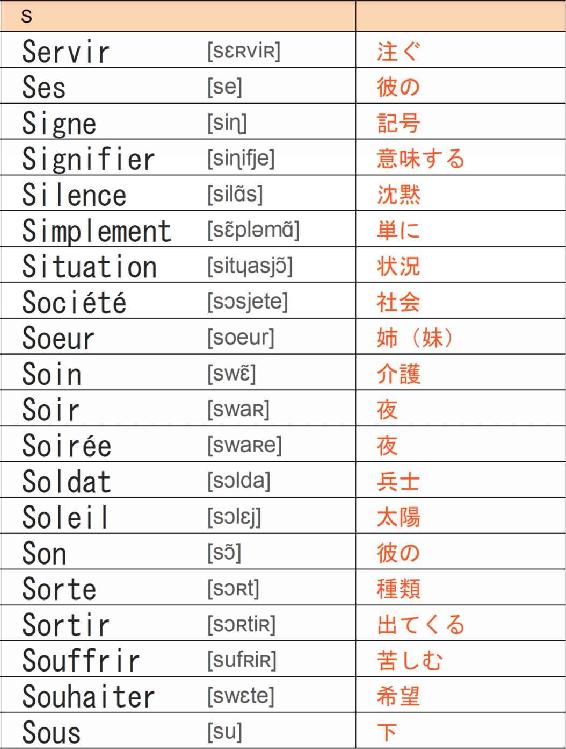 S
Servir [sɛʀviʀ] 注ぐ
Ses [se] 彼の
Signe [siɳ] 記号
Signifier [siɳifje] 意味する
Silence [silɑ̃s] 沈黙
Simplement [sɛ̃pləmɑ̃] 単に
Situation [sitɥasjɔ̃] 状況
Société [sɔsjete] 社会
Soeur [soeur] 姉（妹）
Soin [swɛ̃] 介護
Soir [swaʀ] 夜
Soirée [swaʀe] 夜
Soldat [sɔlda] 兵士
Soleil [sɔlɛj] 太陽
Son [sɔ̃] 彼の
Sorte [sɔʀt] 種類
Sortir [sɔʀtiʀ] 出てくる
Souffrir [sufʀiʀ] 苦しむ
Souhaiter [swɛte] 希望
Sous [su] 下